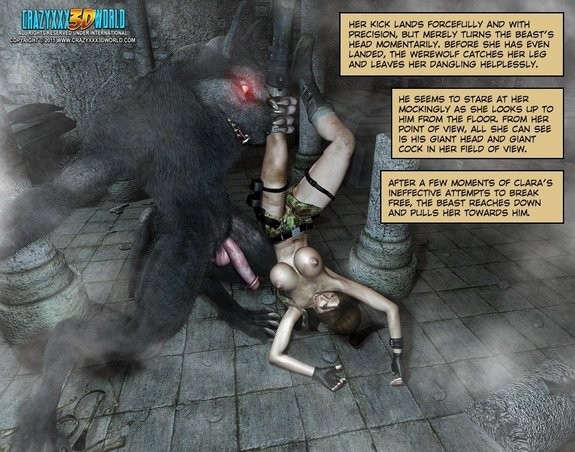 CRAZYXXX3DWORLD
ALL RIGHTS RESERVED UNDER INTERNATIONAL
COPYRIGHT © 2011 WWW.CRAZYXXX3DWORLD.COM
HER KICK LANDS FORCEFULLY AND WITH
PRECISION, BUT MERELY TURNS THE BEAST'S
HEAD MOMENTARILY. BEFORE SHE HAS EVEN
LANDED, THE WEREWOLF CATCHES HER LEG
AND LEAVES HER DANGLING HELPLESSLY.
HE SEEMS TO STARE AT HER
MOCKINGLY AS SHE LOOKS UP TO
HIM FROM THE FLOOR. FROM HER
POINT OF VIEW, ALL SHE CAN SEE
IS HIS GIANT HEAD AND GIANT
COCK IN HER FIELD OF VIEW.
AFTER A FEW MOMENTS OF CLARA'S
INEFFECTIVE ATTEMPTS TO BREAK
FREE, THE BEAST REACHES DOWN
AND PULLS HER TOWARDS HIM.